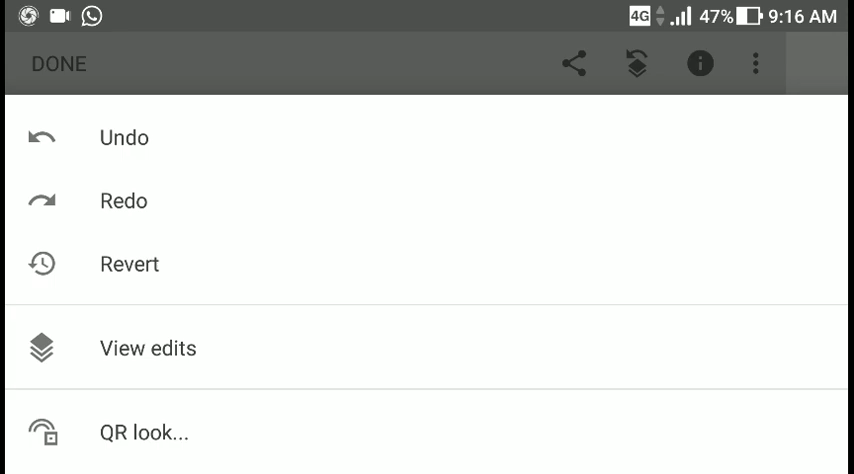 4G 47% 9:16 AM
DONE
Undo
Redo
Revert
View edits
QR look...